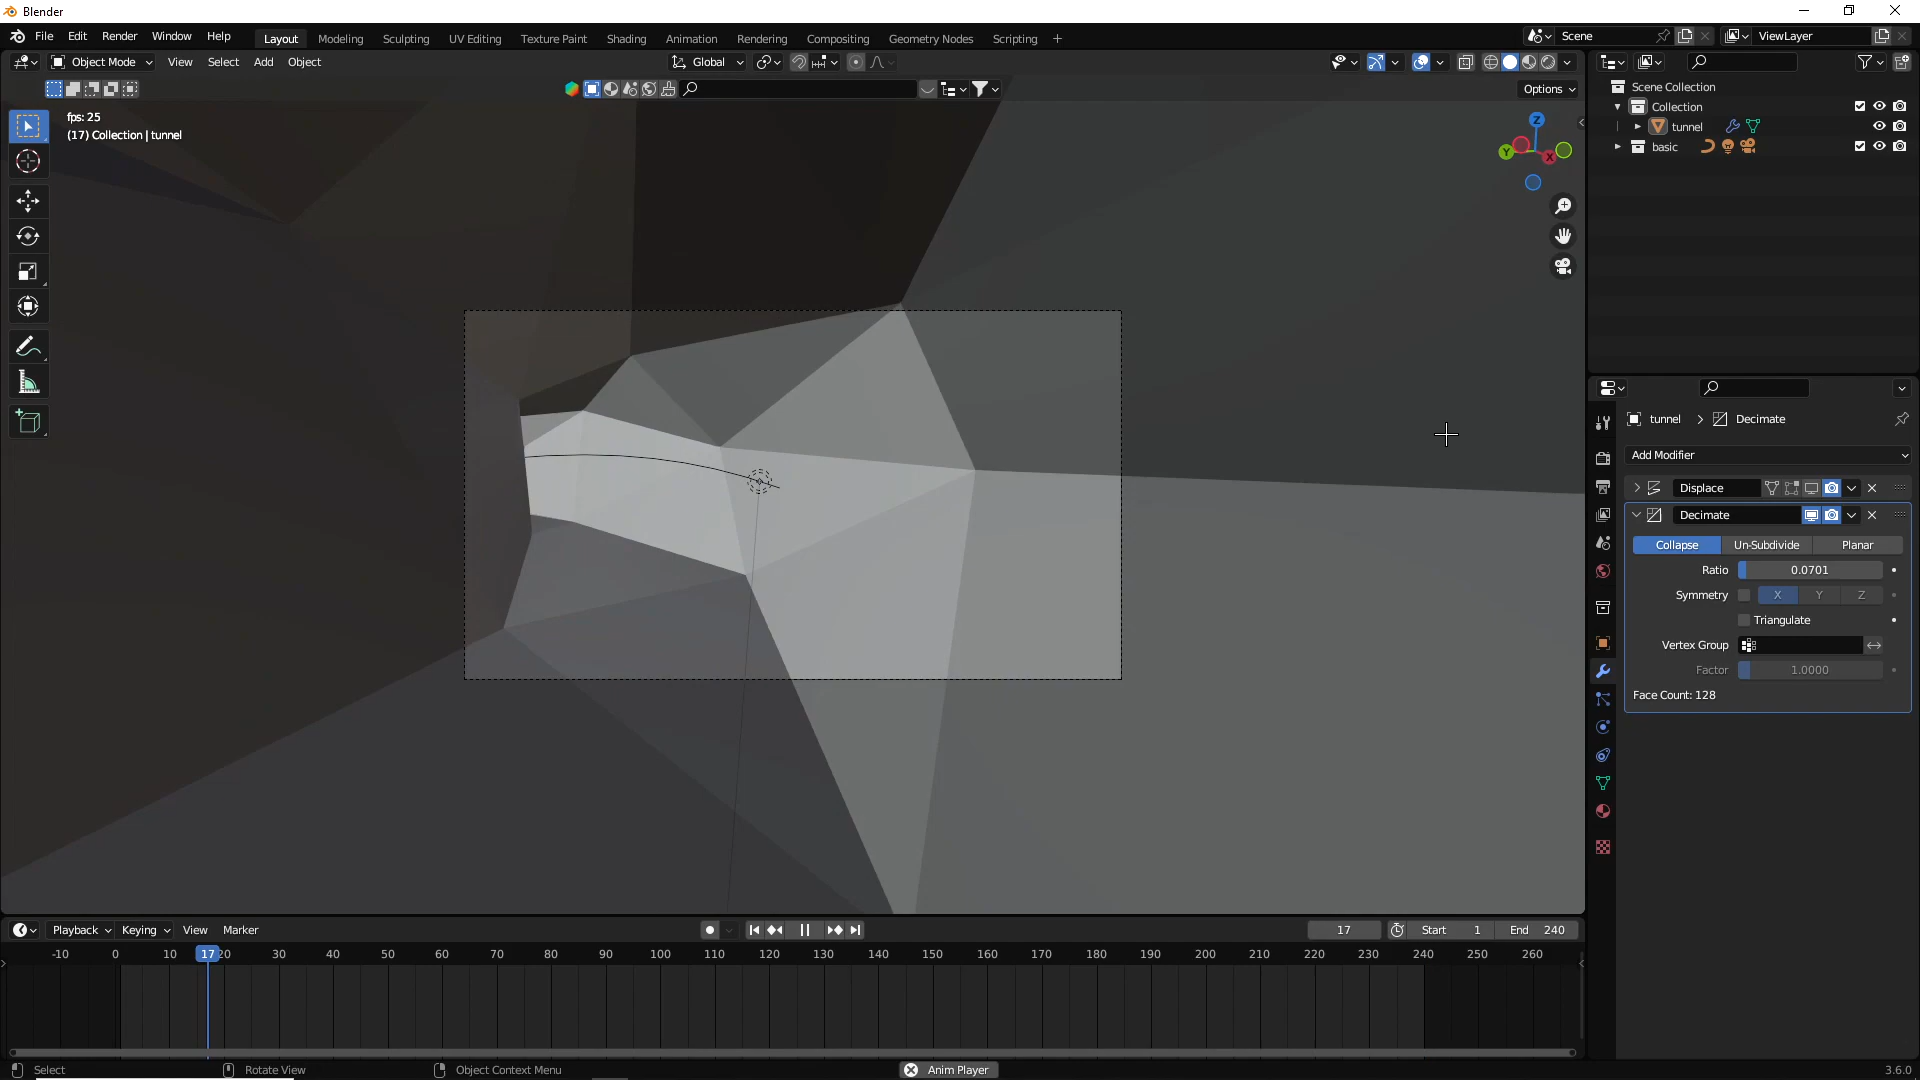 Blender
File Edit Render Window Help
Layout Modeling Sculpting UV Editing Texture Paint Shading Animation Rendering Compositing Geometry Nodes Scripting +
Scene
ViewLayer
Object Mode View Select Add Object
Global
Options
fps: 25
(17) Collection | tunnel
Z
Y
X
Scene Collection
Collection
tunnel
basic
tunnel > Decimate
Add Modifier
Displace
Decimate
Collapse Un-Subdivide Planar
Ratio 0.0701
Symmetry X Y Z
Triangulate
Vertex Group
Factor 1.0000
Face Count: 128
Playback Keying View Marker
17 Start 1 End 240
-10 0 10 17 20 30 40 50 60 70 80 90 100 110 120 130 140 150 160 170 180 190 200 210 220 230 240 250 260
Select Rotate View Object Context Menu Anim Player 3.6.0